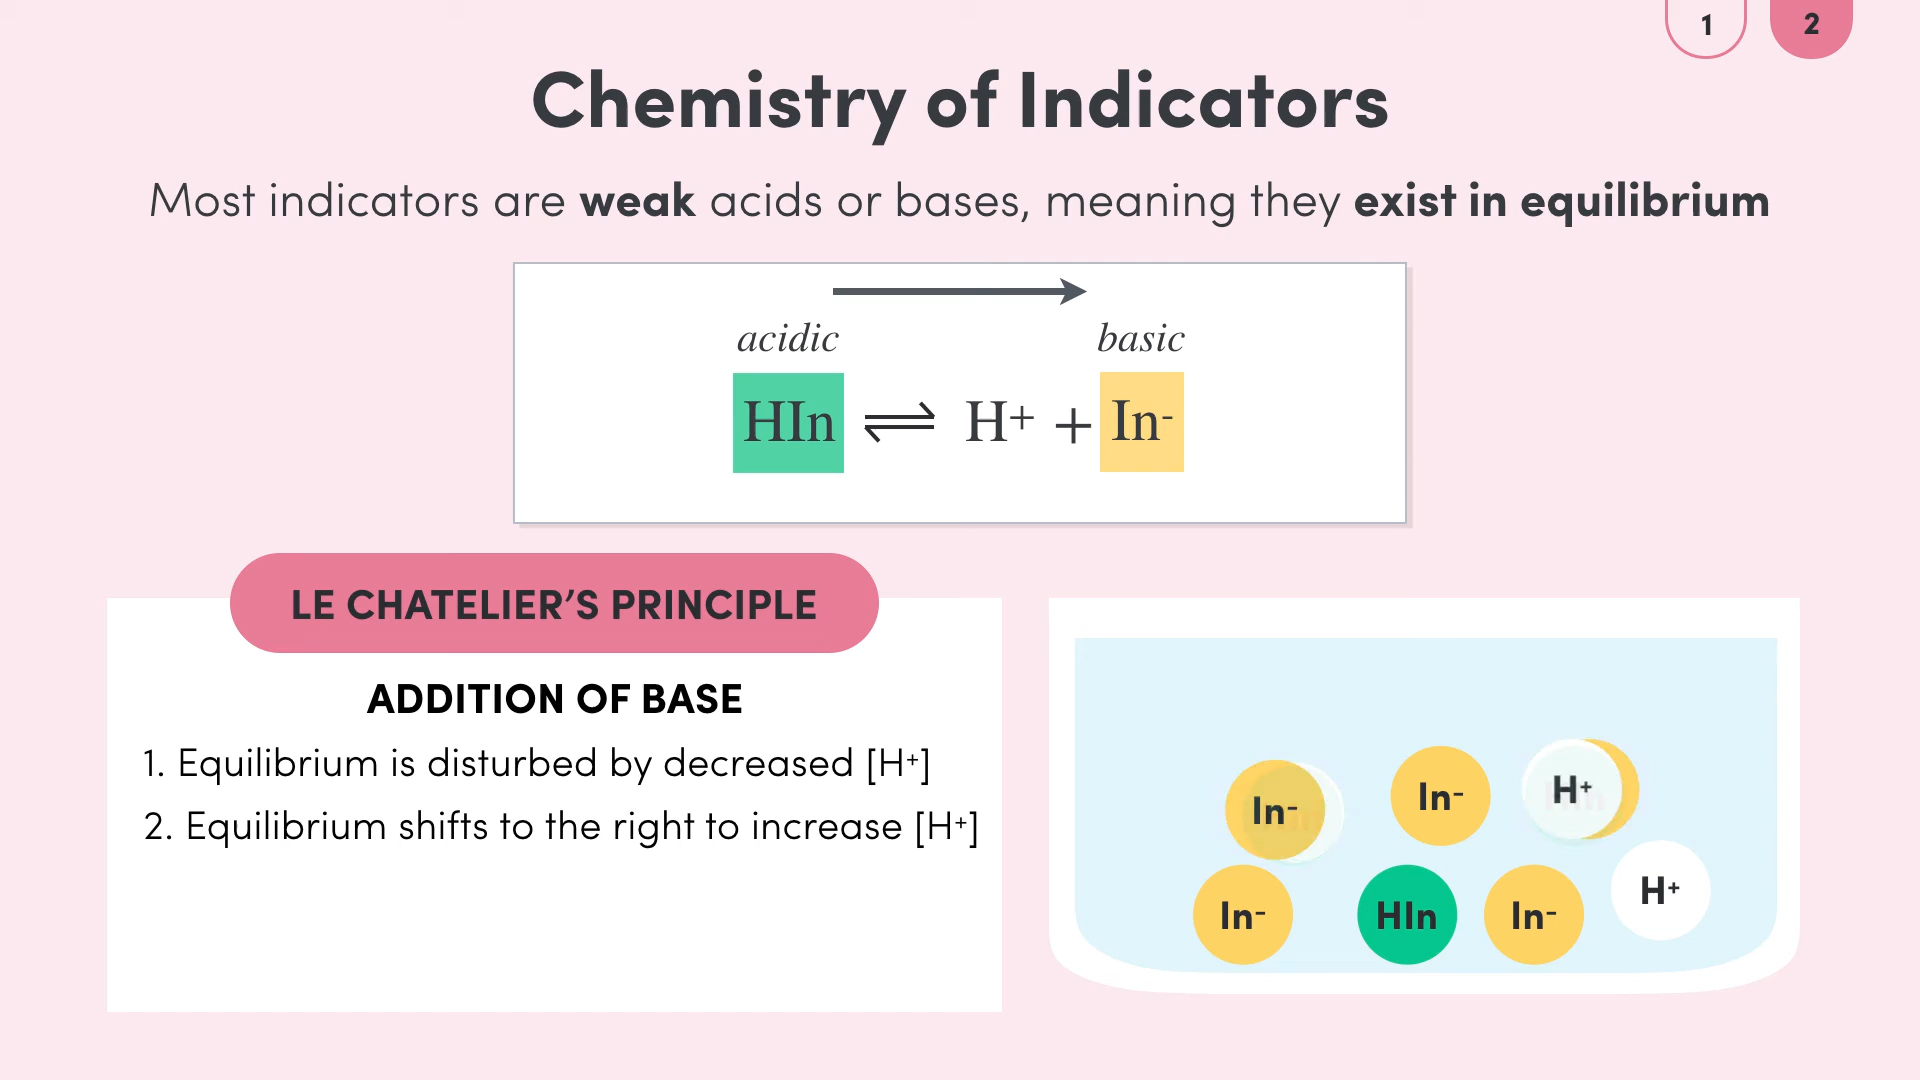 1
2
Chemistry of Indicators
Most indicators are weak acids or bases, meaning they exist in equilibrium
acidic
basic
HIn ⇌ H⁺ + In⁻
LE CHATELIER’S PRINCIPLE
ADDITION OF BASE
1. Equilibrium is disturbed by decreased [H⁺]
2. Equilibrium shifts to the right to increase [H⁺]
In⁻
In⁻
H⁺
In⁻
HIn
In⁻
H⁺